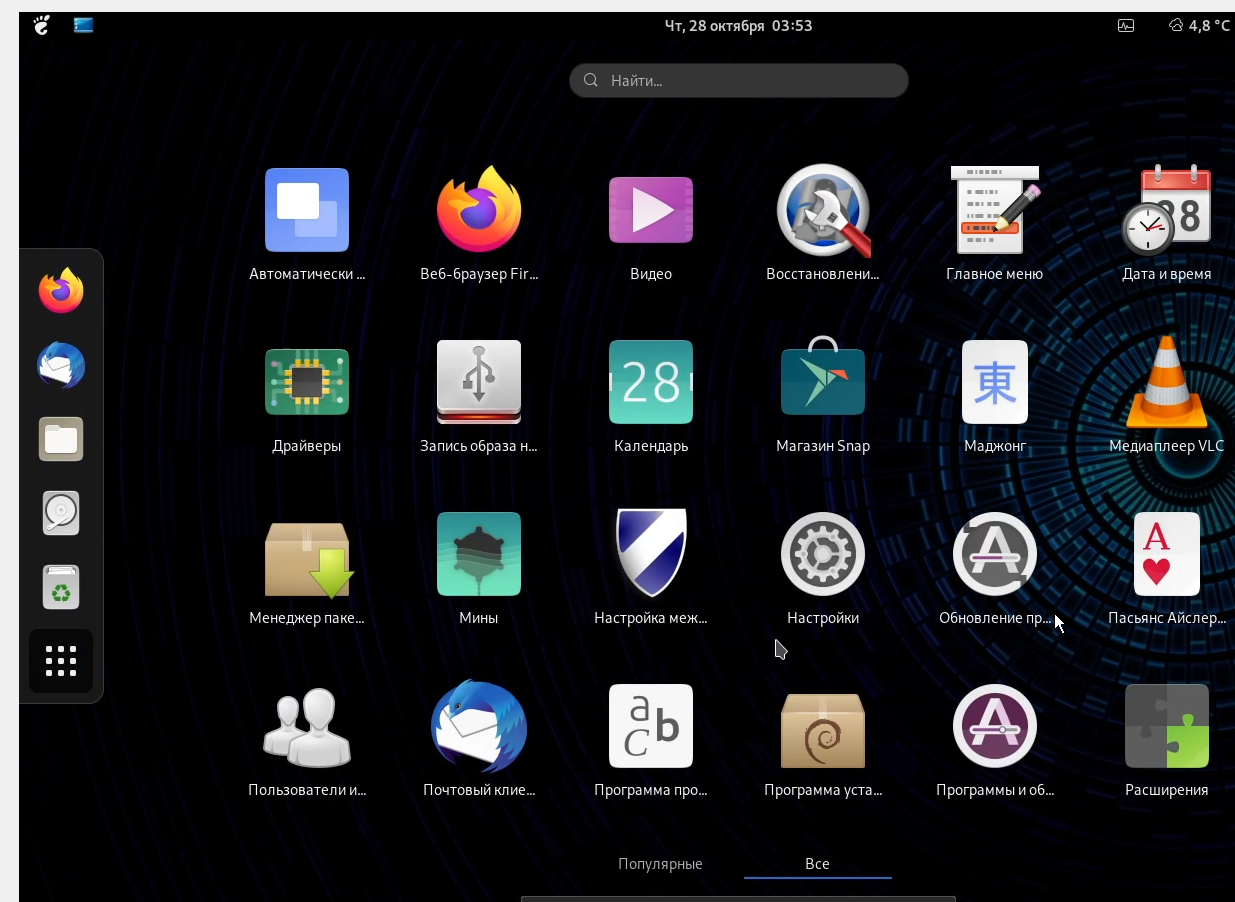 Чт, 28 октября 03:53
4,8 °C
Найти...
Автоматически ...
Веб-браузер Fir...
Видео
Восстановлени...
Главное меню
28
Дата и время
Драйверы
Запись образа н...
28
Календарь
Магазин Snap
東
Маджонг
Медиаплеер VLC
Менеджер паке...
Мины
Настройка меж...
Настройки
Обновление пр...
A
Пасьянс Айслер...
Пользователи и...
Почтовый клие...
a b c
Программа про...
Программа уста...
Программы и об...
Расширения
Популярные
Все